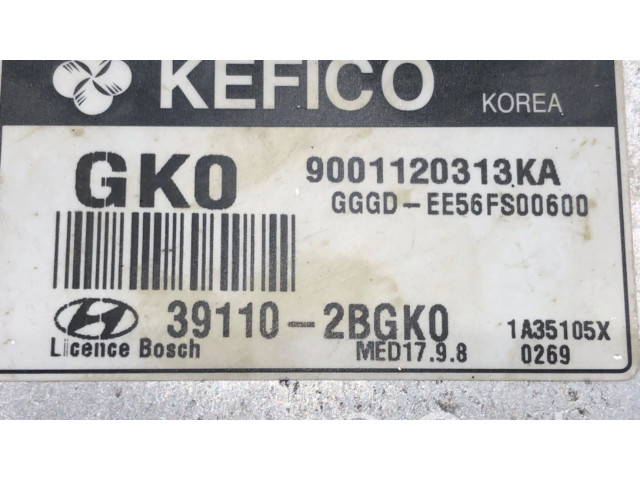 KEFICO KOREA
GK0 9001120313KA
GGGD-EE56FS00600
39110-2BGK0 1A35105X
Licence Bosch MED17.9.8 0269